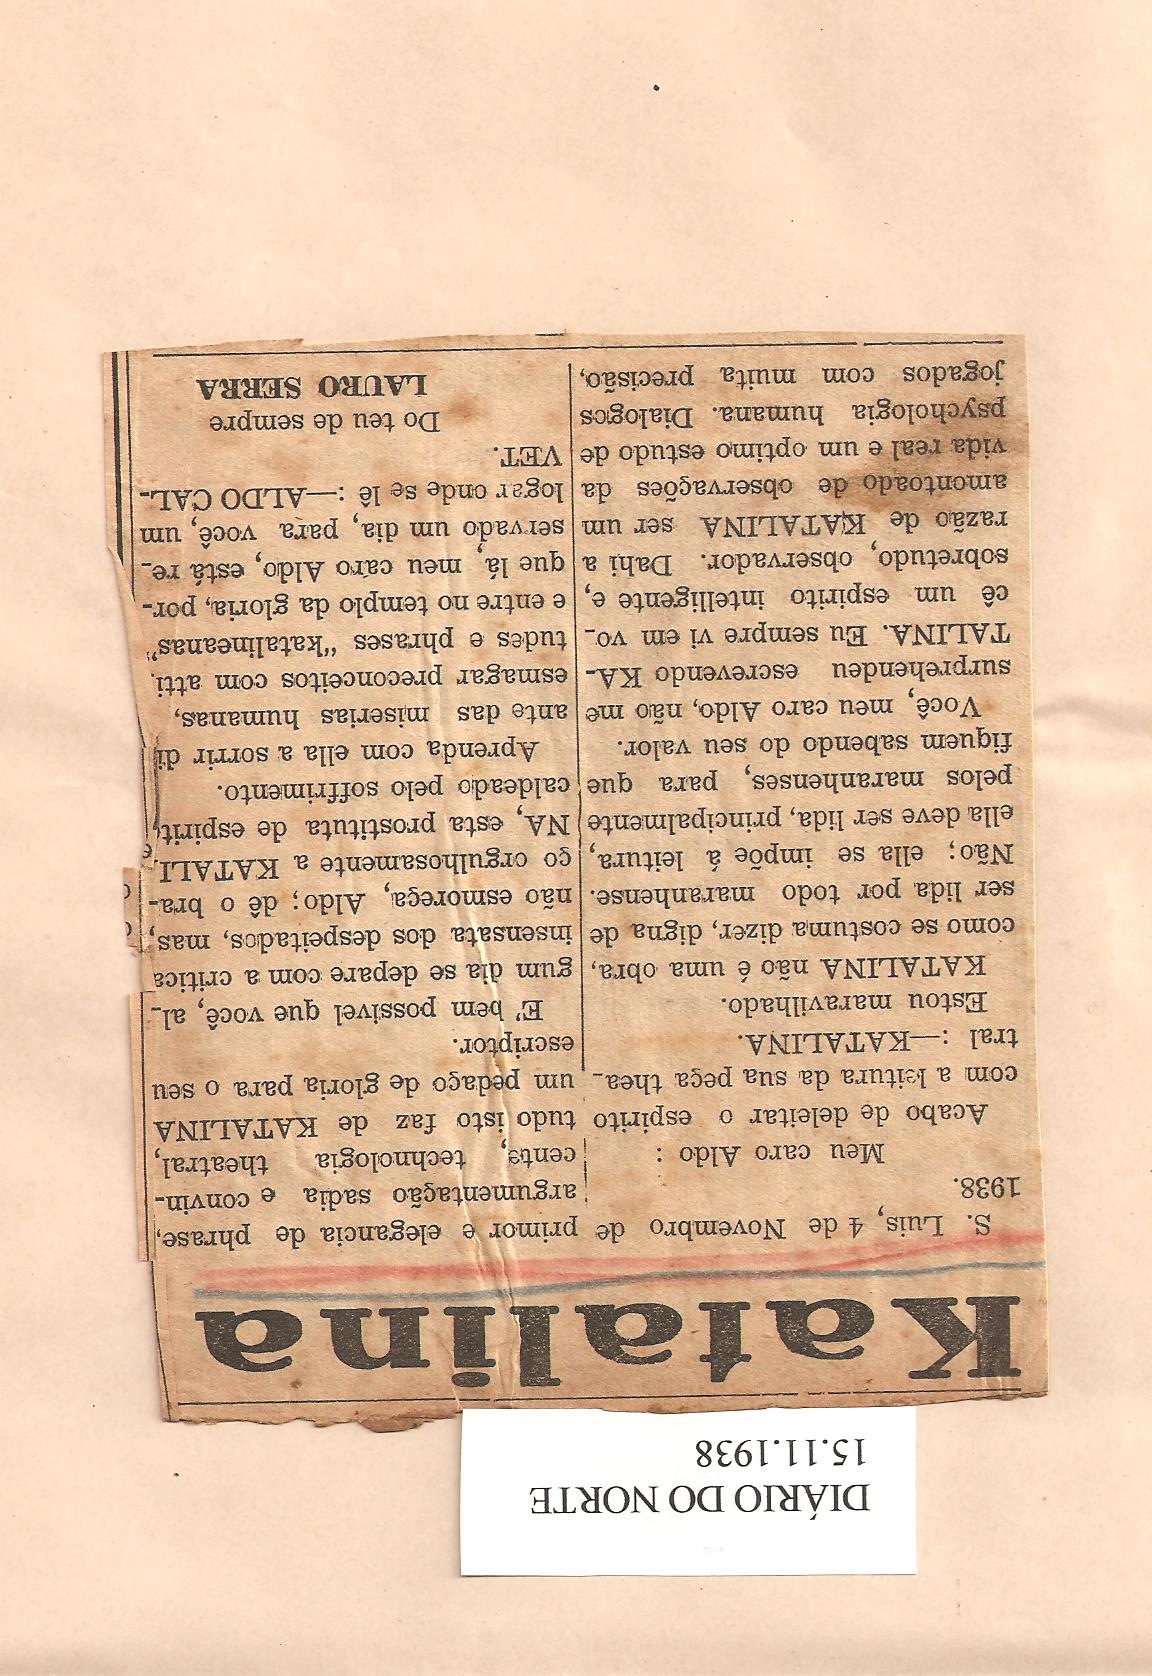 DIÁRIO DO NORTE
15.11.1938
Katalina
S. Luis, 4 de Novembro de
1938.
Meu caro Aldo :
Acabo de deleitar o espirito
com a leitura da sua peça thea-
tral :—KATALINA.
Estou maravilhado.
KATALINA não é uma obra,
como se costuma dizer, digna de
ser lida por todo maranhense.
Não; ella se impõe á leitura,
ella deve ser lida, principalmente
pelos maranhenses, para que
fiquem sabendo do seu valor.
Você, meu caro Aldo, não me
surprehendeu escrevendo KA-
TALINA. Eu sempre vi em vo-
cê um espirito intelligente e,
sobretudo, observador. Dahi a
razão de KATALINA ser um
amontoado de observações da
vida real e um optimo estudo de
psychologia humana. Dialogos
jogados com muita precisão,
primor e elegancia de phrase,
argumentação sadia e convin-
cente, technologia theatral,
tudo isto faz de KATALINA
um pedaço de gloria para o seu
escriptor.
E' bem possivel que você, al-
gum dia se depare com a critica
insensata dos despeitados, mas,
não esmoreça, Aldo; dê o bra-
ço orgulhosamente a KATALI
NA, esta prostituta de espirit
caldeado pelo soffrimento.
Aprenda com ella a sorrir di
ante das miserias humanas,
esmagar preconceitos com atti
tudes e phrases "katalineanas"
e entre no templo da gloria, por-
que lá, meu caro Aldo, está re-
servado um dia, para você, um
logar onde se lê :—ALDO CAL-
VET.
Do teu de sempre
LAURO SERRA